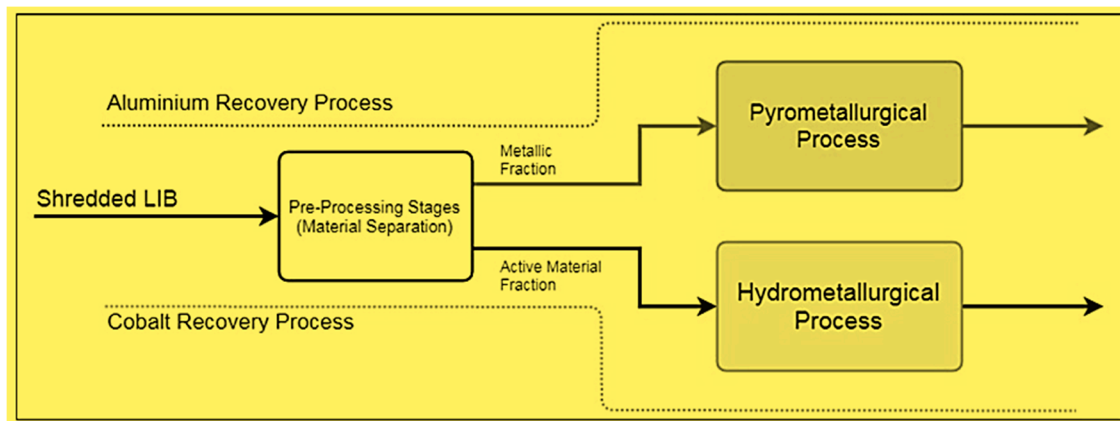 Aluminium Recovery Process
Pyrometallurgical
Process
Metallic
Fraction
Shredded LIB
Pre-Processing Stages
(Material Separation)
Active Material
Fraction
Hydrometallurgical
Process
Cobalt Recovery Process